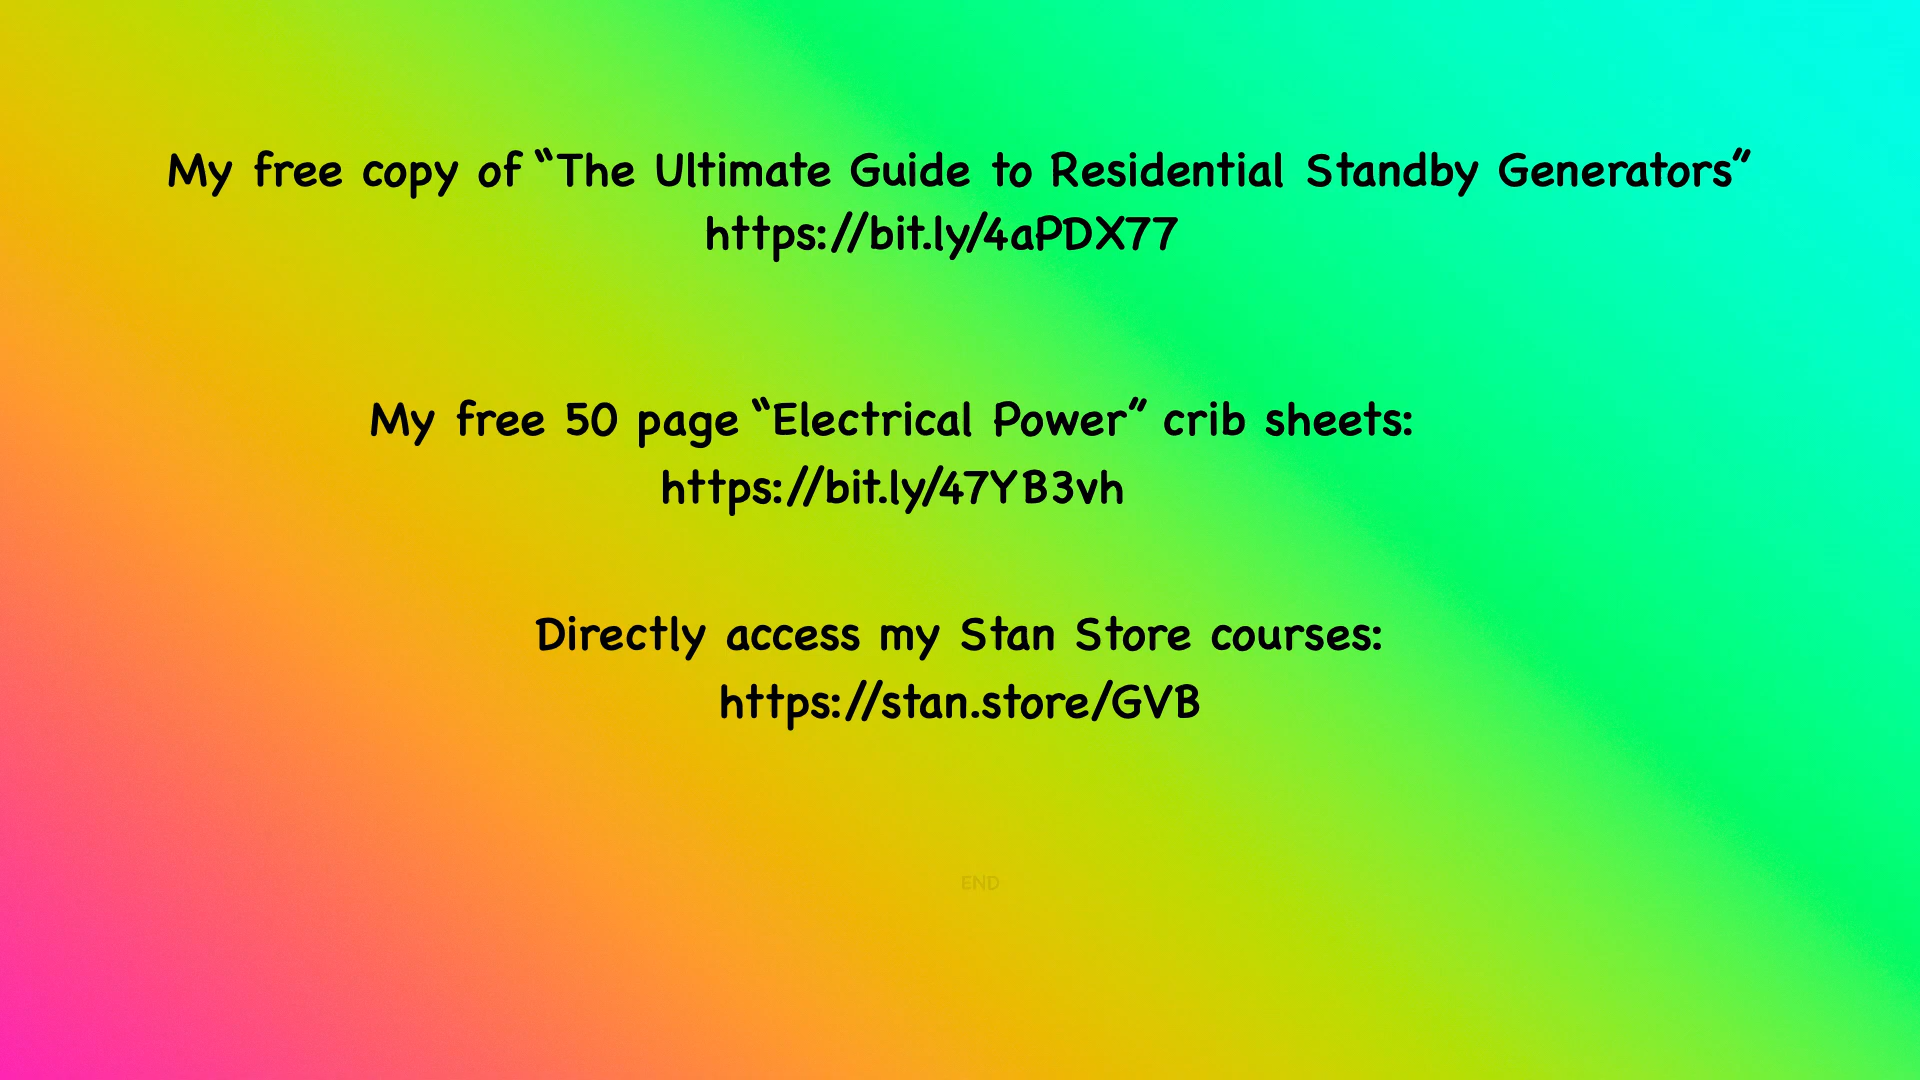 My free copy of “The Ultimate Guide to Residential Standby Generators”
https://bit.ly/4aPDX77
My free 50 page “Electrical Power” crib sheets:
https://bit.ly/47YB3vh
Directly access my Stan Store courses:
https://stan.store/GVB
END